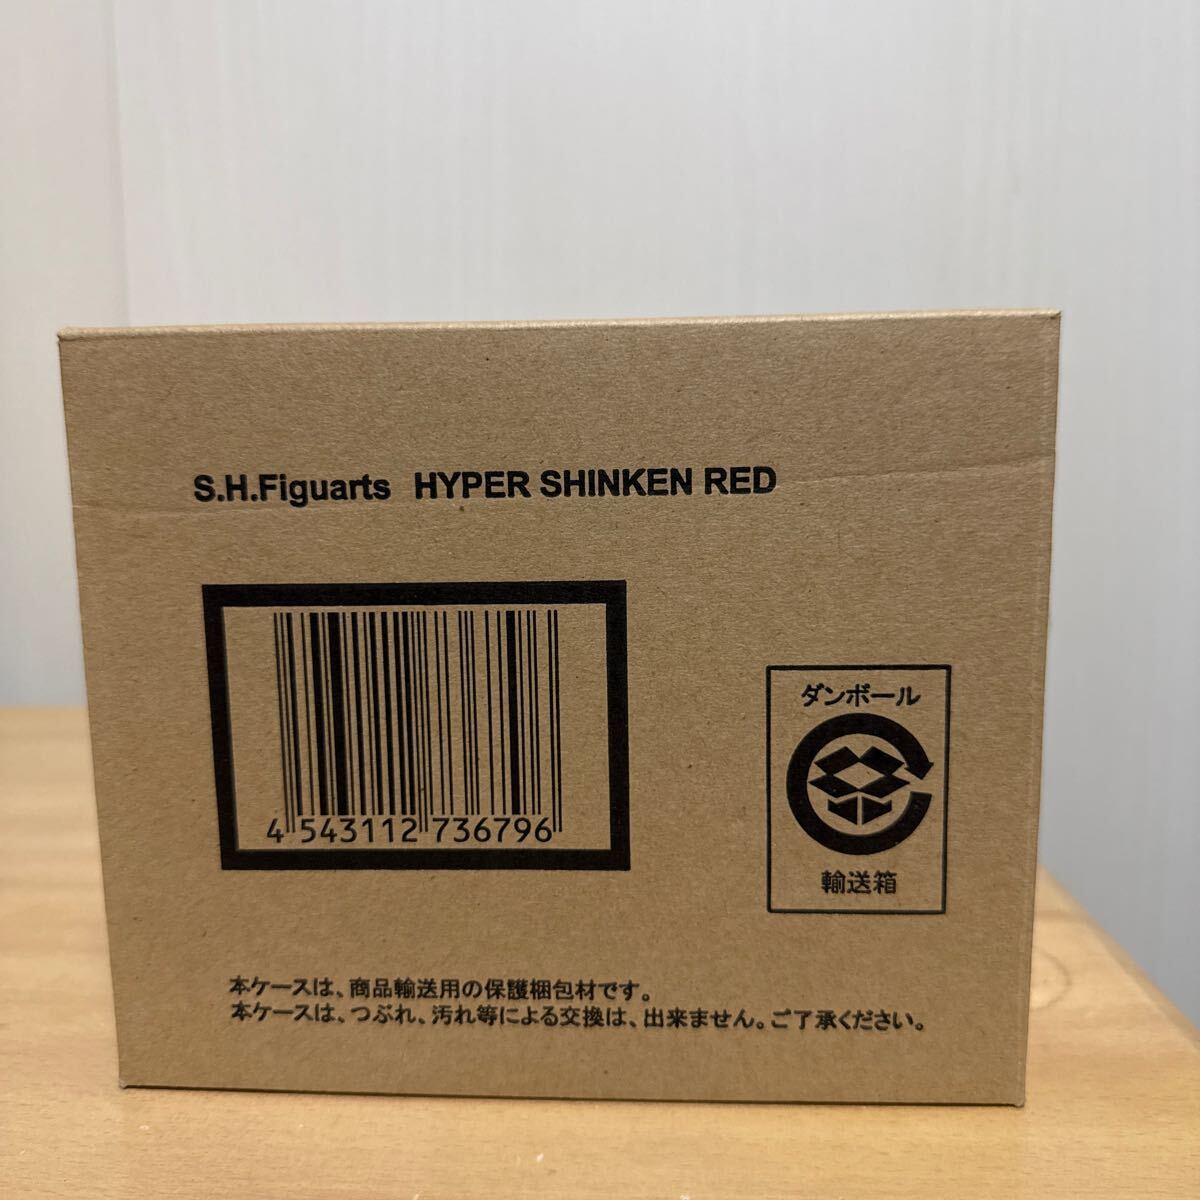 S.H.Figuarts HYPER SHINKEN RED
4 543112 736796
ダンボール
輸送箱
本ケースは、商品輸送用の保護梱包材です。
本ケースは、つぶれ、汚れ等による交換は、出来ません。ご了承ください。